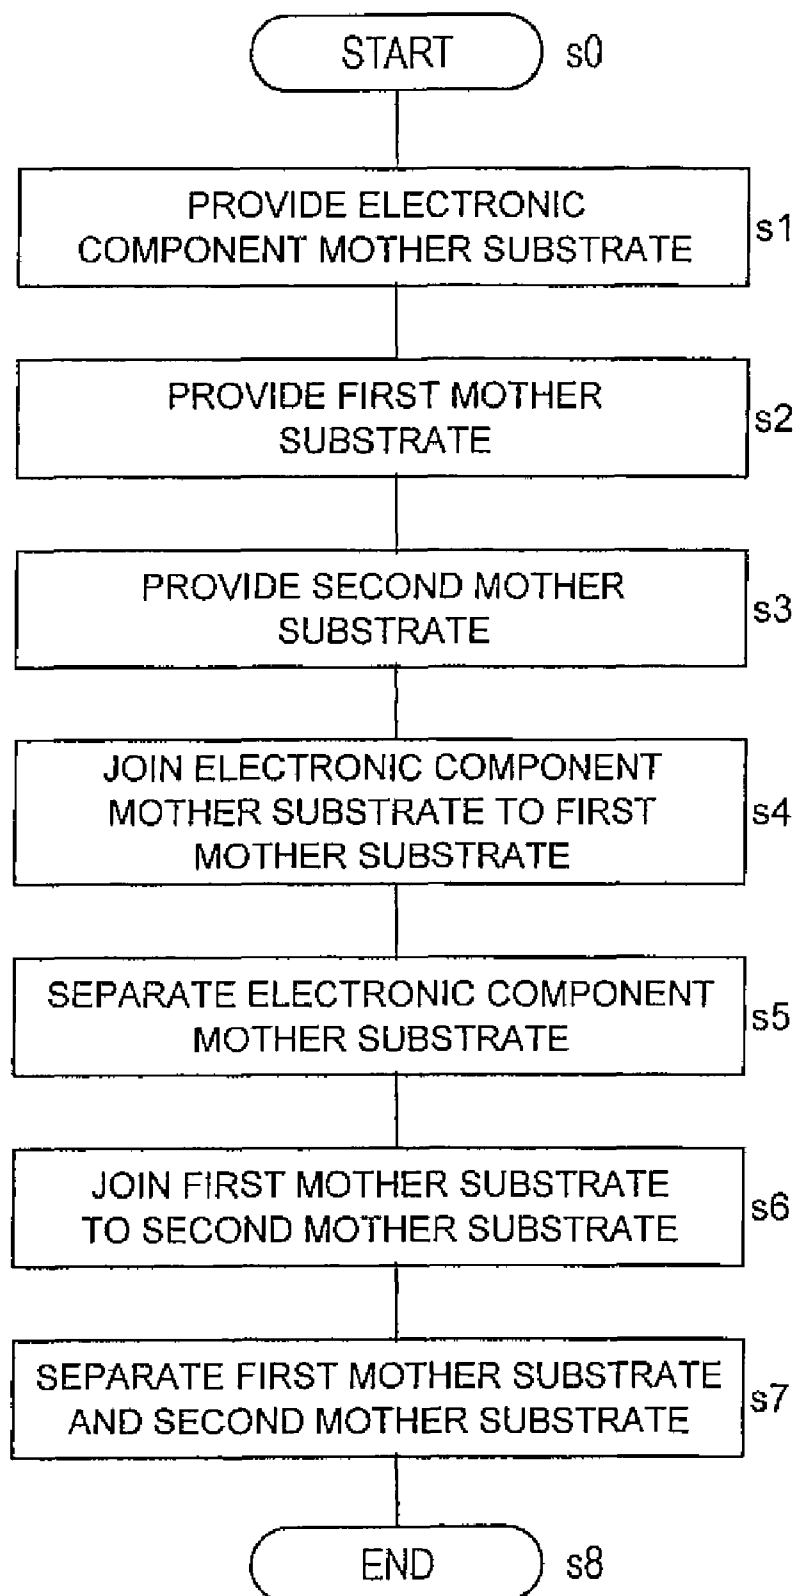 START s0
PROVIDE ELECTRONIC
COMPONENT MOTHER SUBSTRATE
s1
PROVIDE FIRST MOTHER
SUBSTRATE
s2
PROVIDE SECOND MOTHER
SUBSTRATE
s3
JOIN ELECTRONIC COMPONENT
MOTHER SUBSTRATE TO FIRST
MOTHER SUBSTRATE
s4
SEPARATE ELECTRONIC COMPONENT
MOTHER SUBSTRATE
s5
JOIN FIRST MOTHER SUBSTRATE
TO SECOND MOTHER SUBSTRATE
s6
SEPARATE FIRST MOTHER SUBSTRATE
AND SECOND MOTHER SUBSTRATE
s7
END s8